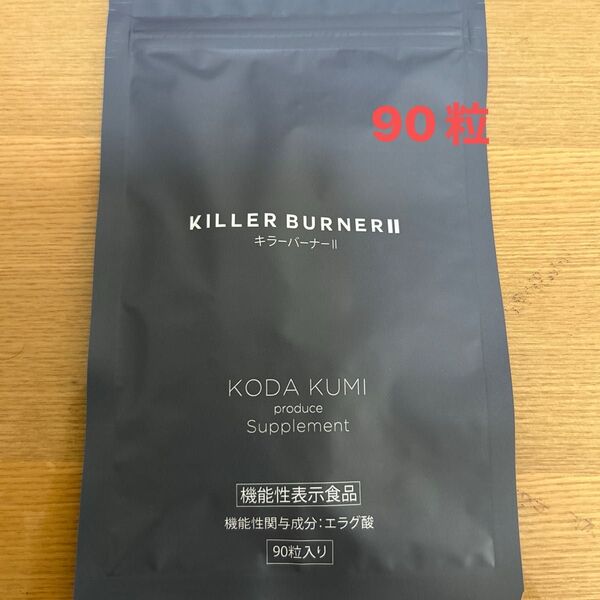 90粒
KILLER BURNERⅡ
キラーバーナーⅡ
KODA KUMI
produce
Supplement
機能性表示食品
機能性関与成分：エラグ酸
90粒入り